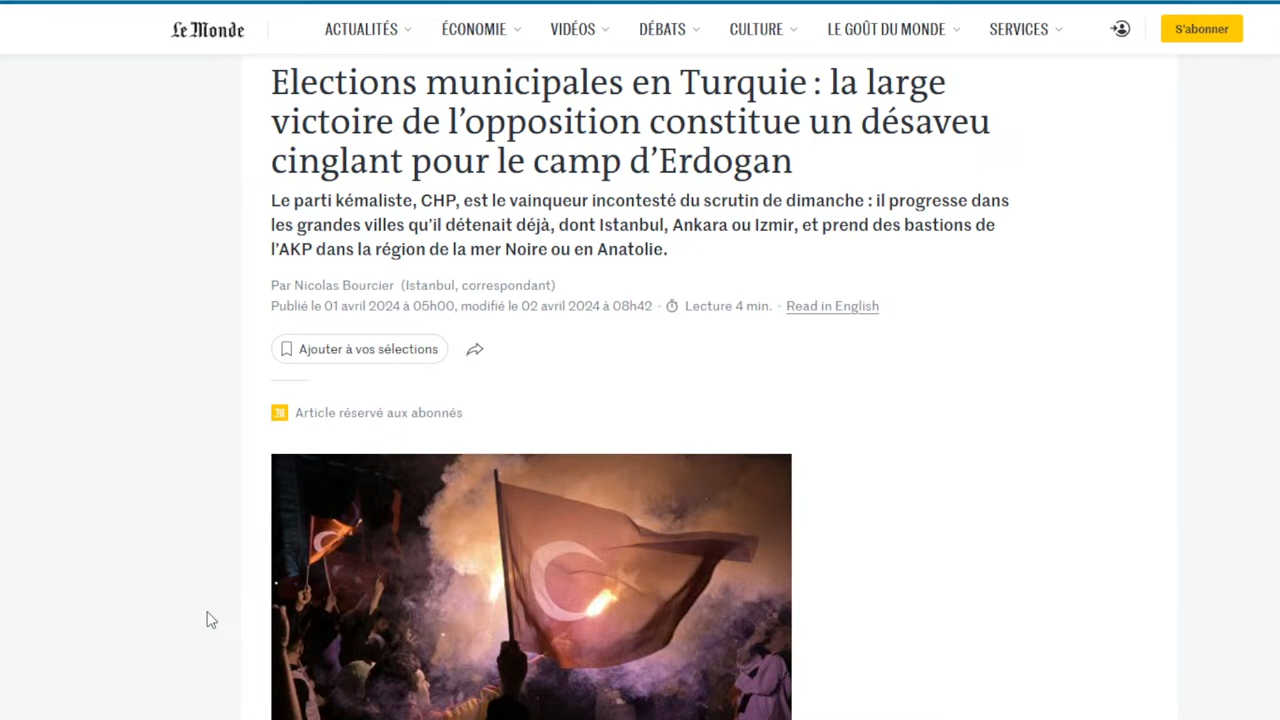 Le Monde
ACTUALITÉS ÉCONOMIE VIDÉOS DÉBATS CULTURE LE GOÛT DU MONDE SERVICES
S'abonner
Elections municipales en Turquie : la large
victoire de l’opposition constitue un désaveu
cinglant pour le camp d’Erdogan
Le parti kémaliste, CHP, est le vainqueur incontesté du scrutin de dimanche : il progresse dans
les grandes villes qu’il détenait déjà, dont Istanbul, Ankara ou Izmir, et prend des bastions de
l’AKP dans la région de la mer Noire ou en Anatolie.
Par Nicolas Bourcier (Istanbul, correspondant)
Publié le 01 avril 2024 à 05h00, modifié le 02 avril 2024 à 08h42 · Lecture 4 min. · Read in English
Ajouter à vos sélections
M Article réservé aux abonnés